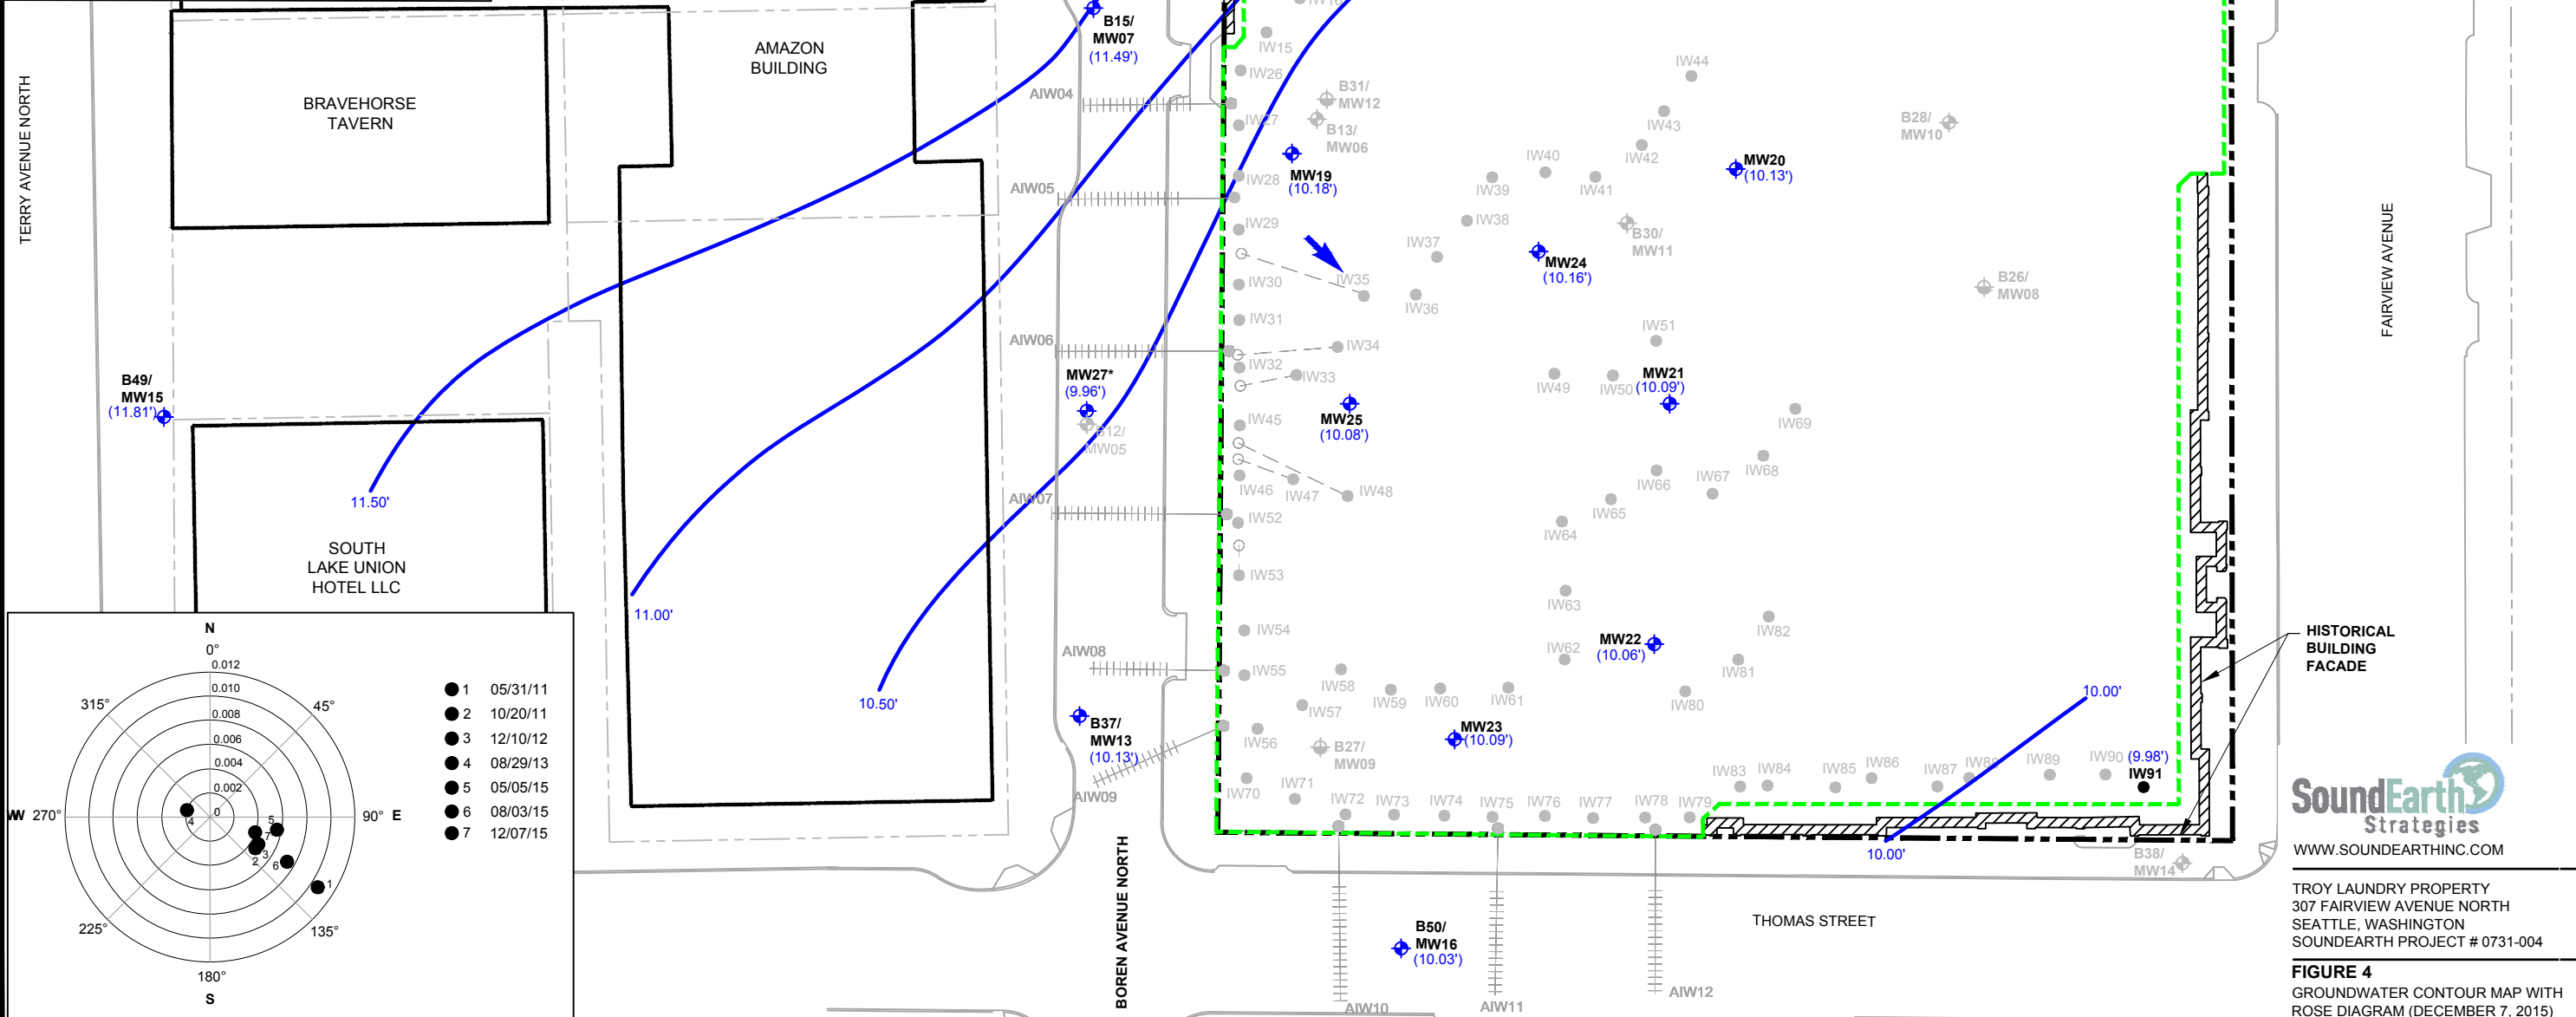 TERRY AVENUE NORTH
BRAVEHORSE
TAVERN
AMAZON
BUILDING
B15/
MW07
(11.49')
AIW04
AIW05
AIW06
AIW07
AIW08
AIW09
IW15
IW26
IW27
IW28
IW29
IW30
IW31
IW32
IW45
IW46
IW52
IW53
IW54
IW55
IW56
IW70
B31/
MW12
B13/
MW06
MW19
(10.18')
IW35
IW34
IW33
MW25
(10.08')
IW47
IW48
IW36
IW37
IW38
IW39
IW40
IW41
IW42
IW43
IW44
MW20
(10.13')
B30/
MW11
MW24
(10.16')
B28/
MW10
B26/
MW08
IW51
IW49
IW50
MW21
(10.09')
IW69
IW68
IW67
IW66
IW65
IW64
IW63
IW62
MW22
(10.06')
IW82
IW81
IW80
IW58
IW57
IW59
IW60
IW61
MW23
(10.09')
B27/
MW09
IW71
IW72
IW73
IW74
IW75
IW76
IW77
IW78
IW79
IW83
IW84
IW85
IW86
IW87
IW88
IW89
IW90
(9.98')
IW91
10.00'
10.00'
B38/
MW14
MW27*
(9.96')
B12/
MW05
B37/
MW13
(10.13')
B49/
MW15
(11.81')
11.50'
11.00'
10.50'
SOUTH
LAKE UNION
HOTEL LLC
BOREN AVENUE NORTH
THOMAS STREET
B50/
MW16
(10.03')
AIW10
AIW11
AIW12
FAIRVIEW AVENUE
HISTORICAL
BUILDING
FACADE
N
0°
0.012
0.010
0.008
0.006
0.004
0.002
0
315°
45°
W 270°
90° E
225°
135°
180°
S
4
5
7
3
2
6
1
1 05/31/11
2 10/20/11
3 12/10/12
4 08/29/13
5 05/05/15
6 08/03/15
7 12/07/15
SoundEarth
Strategies
WWW.SOUNDEARTHINC.COM
TROY LAUNDRY PROPERTY
307 FAIRVIEW AVENUE NORTH
SEATTLE, WASHINGTON
SOUNDEARTH PROJECT # 0731-004
FIGURE 4
GROUNDWATER CONTOUR MAP WITH
ROSE DIAGRAM (DECEMBER 7, 2015)